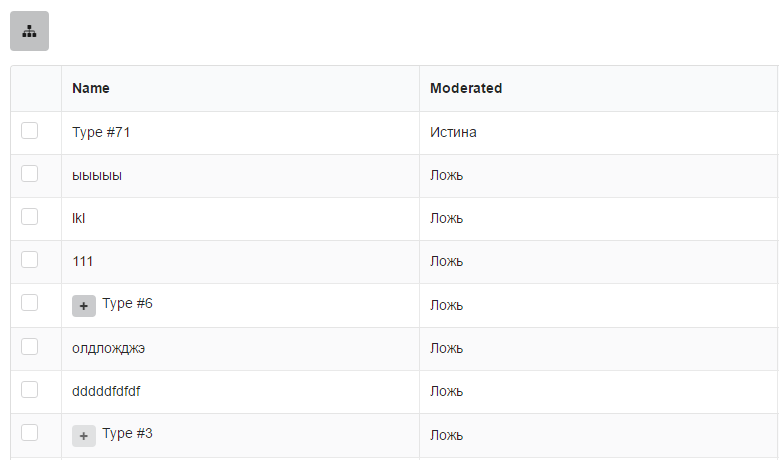 Name Moderated
Type #71 Истина
ыыыыы Ложь
lkl Ложь
111 Ложь
+ Type #6 Ложь
олдложджэ Ложь
dddddfdfdf Ложь
+ Type #3 Ложь